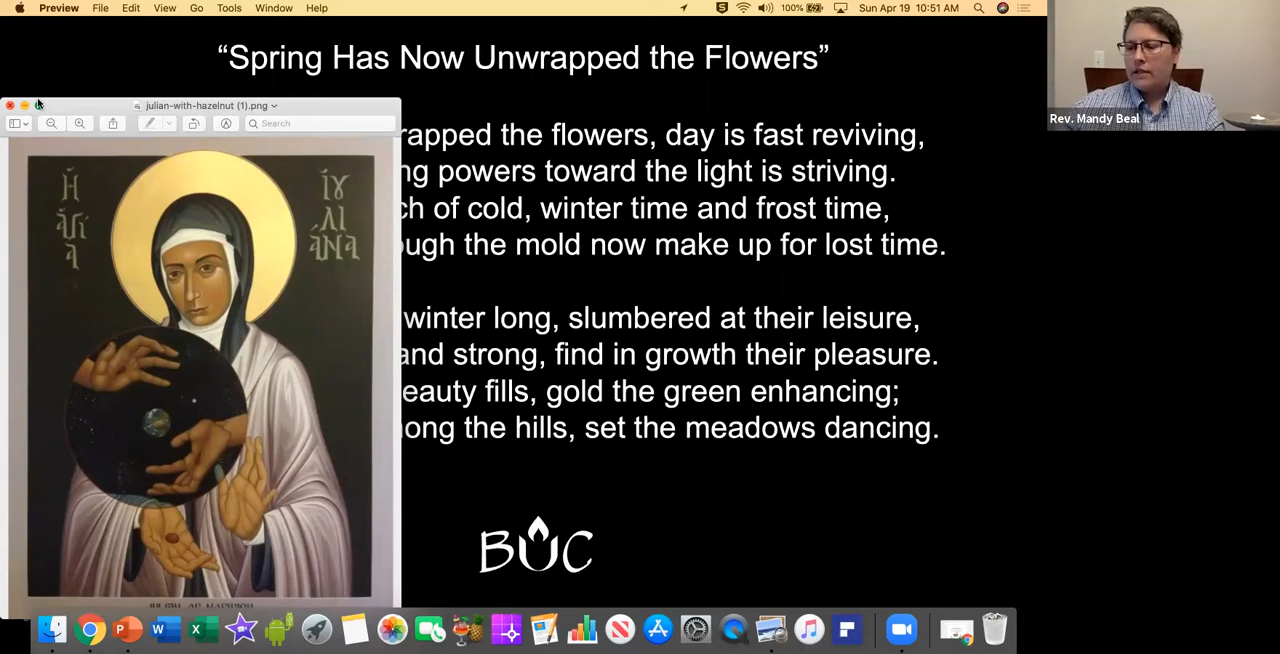 Preview File Edit View Go Tools Window Help 100% Sun Apr 19 10:51 AM
“Spring Has Now Unwrapped the Flowers”
Rev. Mandy Beal
julian-with-hazelnut (1).png
Search
rapped the flowers, day is fast reviving,
ng powers toward the light is striving.
ch of cold, winter time and frost time,
ough the mold now make up for lost time.
winter long, slumbered at their leisure,
and strong, find in growth their pleasure.
eauty fills, gold the green enhancing;
ong the hills, set the meadows dancing.
BUC